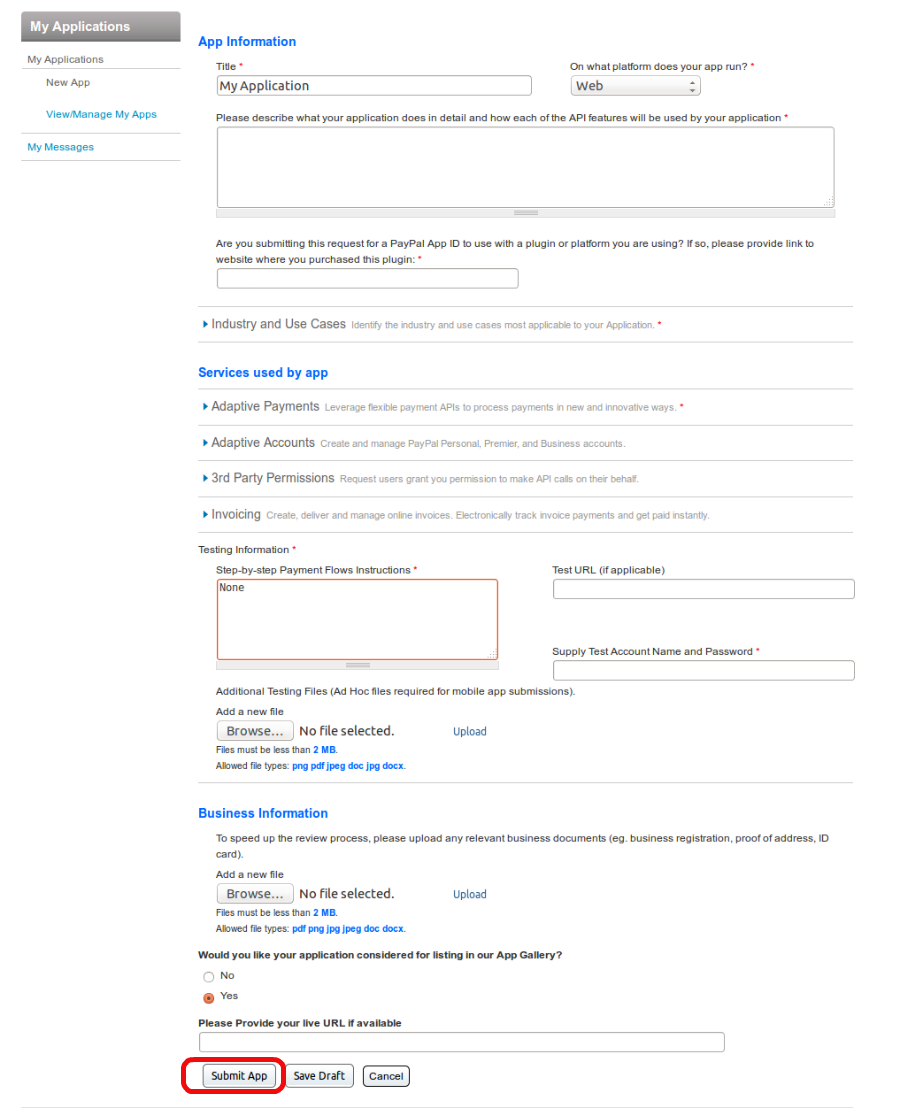 My Applications
My Applications
New App
View/Manage My Apps
My Messages
App Information
Title *
On what platform does your app run? *
My Application
Web
Please describe what your application does in detail and how each of the API features will be used by your application *
Are you submitting this request for a PayPal App ID to use with a plugin or platform you are using? If so, please provide link to
website where you purchased this plugin: *
Industry and Use Cases Identify the industry and use cases most applicable to your Application. *
Services used by app
Adaptive Payments Leverage flexible payment APIs to process payments in new and innovative ways. *
Adaptive Accounts Create and manage PayPal Personal, Premier, and Business accounts.
3rd Party Permissions Request users grant you permission to make API calls on their behalf.
Invoicing Create, deliver and manage online invoices. Electronically track invoice payments and get paid instantly.
Testing Information *
Step-by-step Payment Flows Instructions *
Test URL (if applicable)
None
Supply Test Account Name and Password *
Additional Testing Files (Ad Hoc files required for mobile app submissions).
Add a new file
Browse... No file selected. Upload
Files must be less than 2 MB.
Allowed file types: png pdf jpeg doc jpg docx.
Business Information
To speed up the review process, please upload any relevant business documents (eg. business registration, proof of address, ID
card).
Add a new file
Browse... No file selected. Upload
Files must be less than 2 MB.
Allowed file types: pdf png jpg jpeg doc docx.
Would you like your application considered for listing in our App Gallery?
No
Yes
Please Provide your live URL if available
Submit App Save Draft Cancel